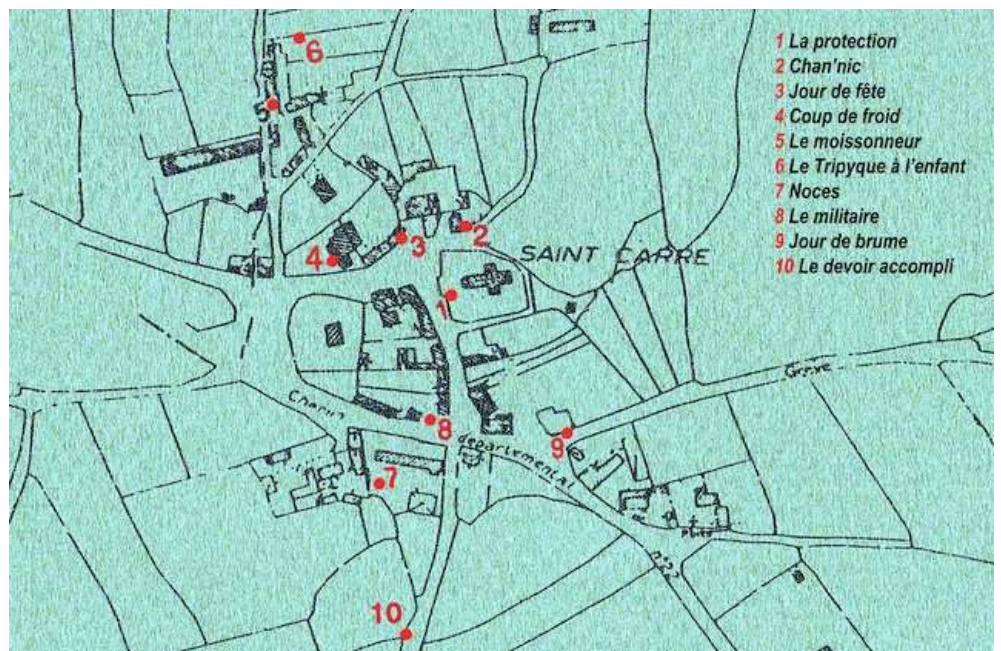 1 La protection
2 Chan'nic
3 Jour de fête
4 Coup de froid
5 Le moissonneur
6 Le Tripyque à l'enfant
7 Noces
8 Le militaire
9 Jour de brume
10 Le devoir accompli
6
5
4
3
2
SAINT CARRE
1
Grève
Chemin
départemental
8
9
7
n°22
10